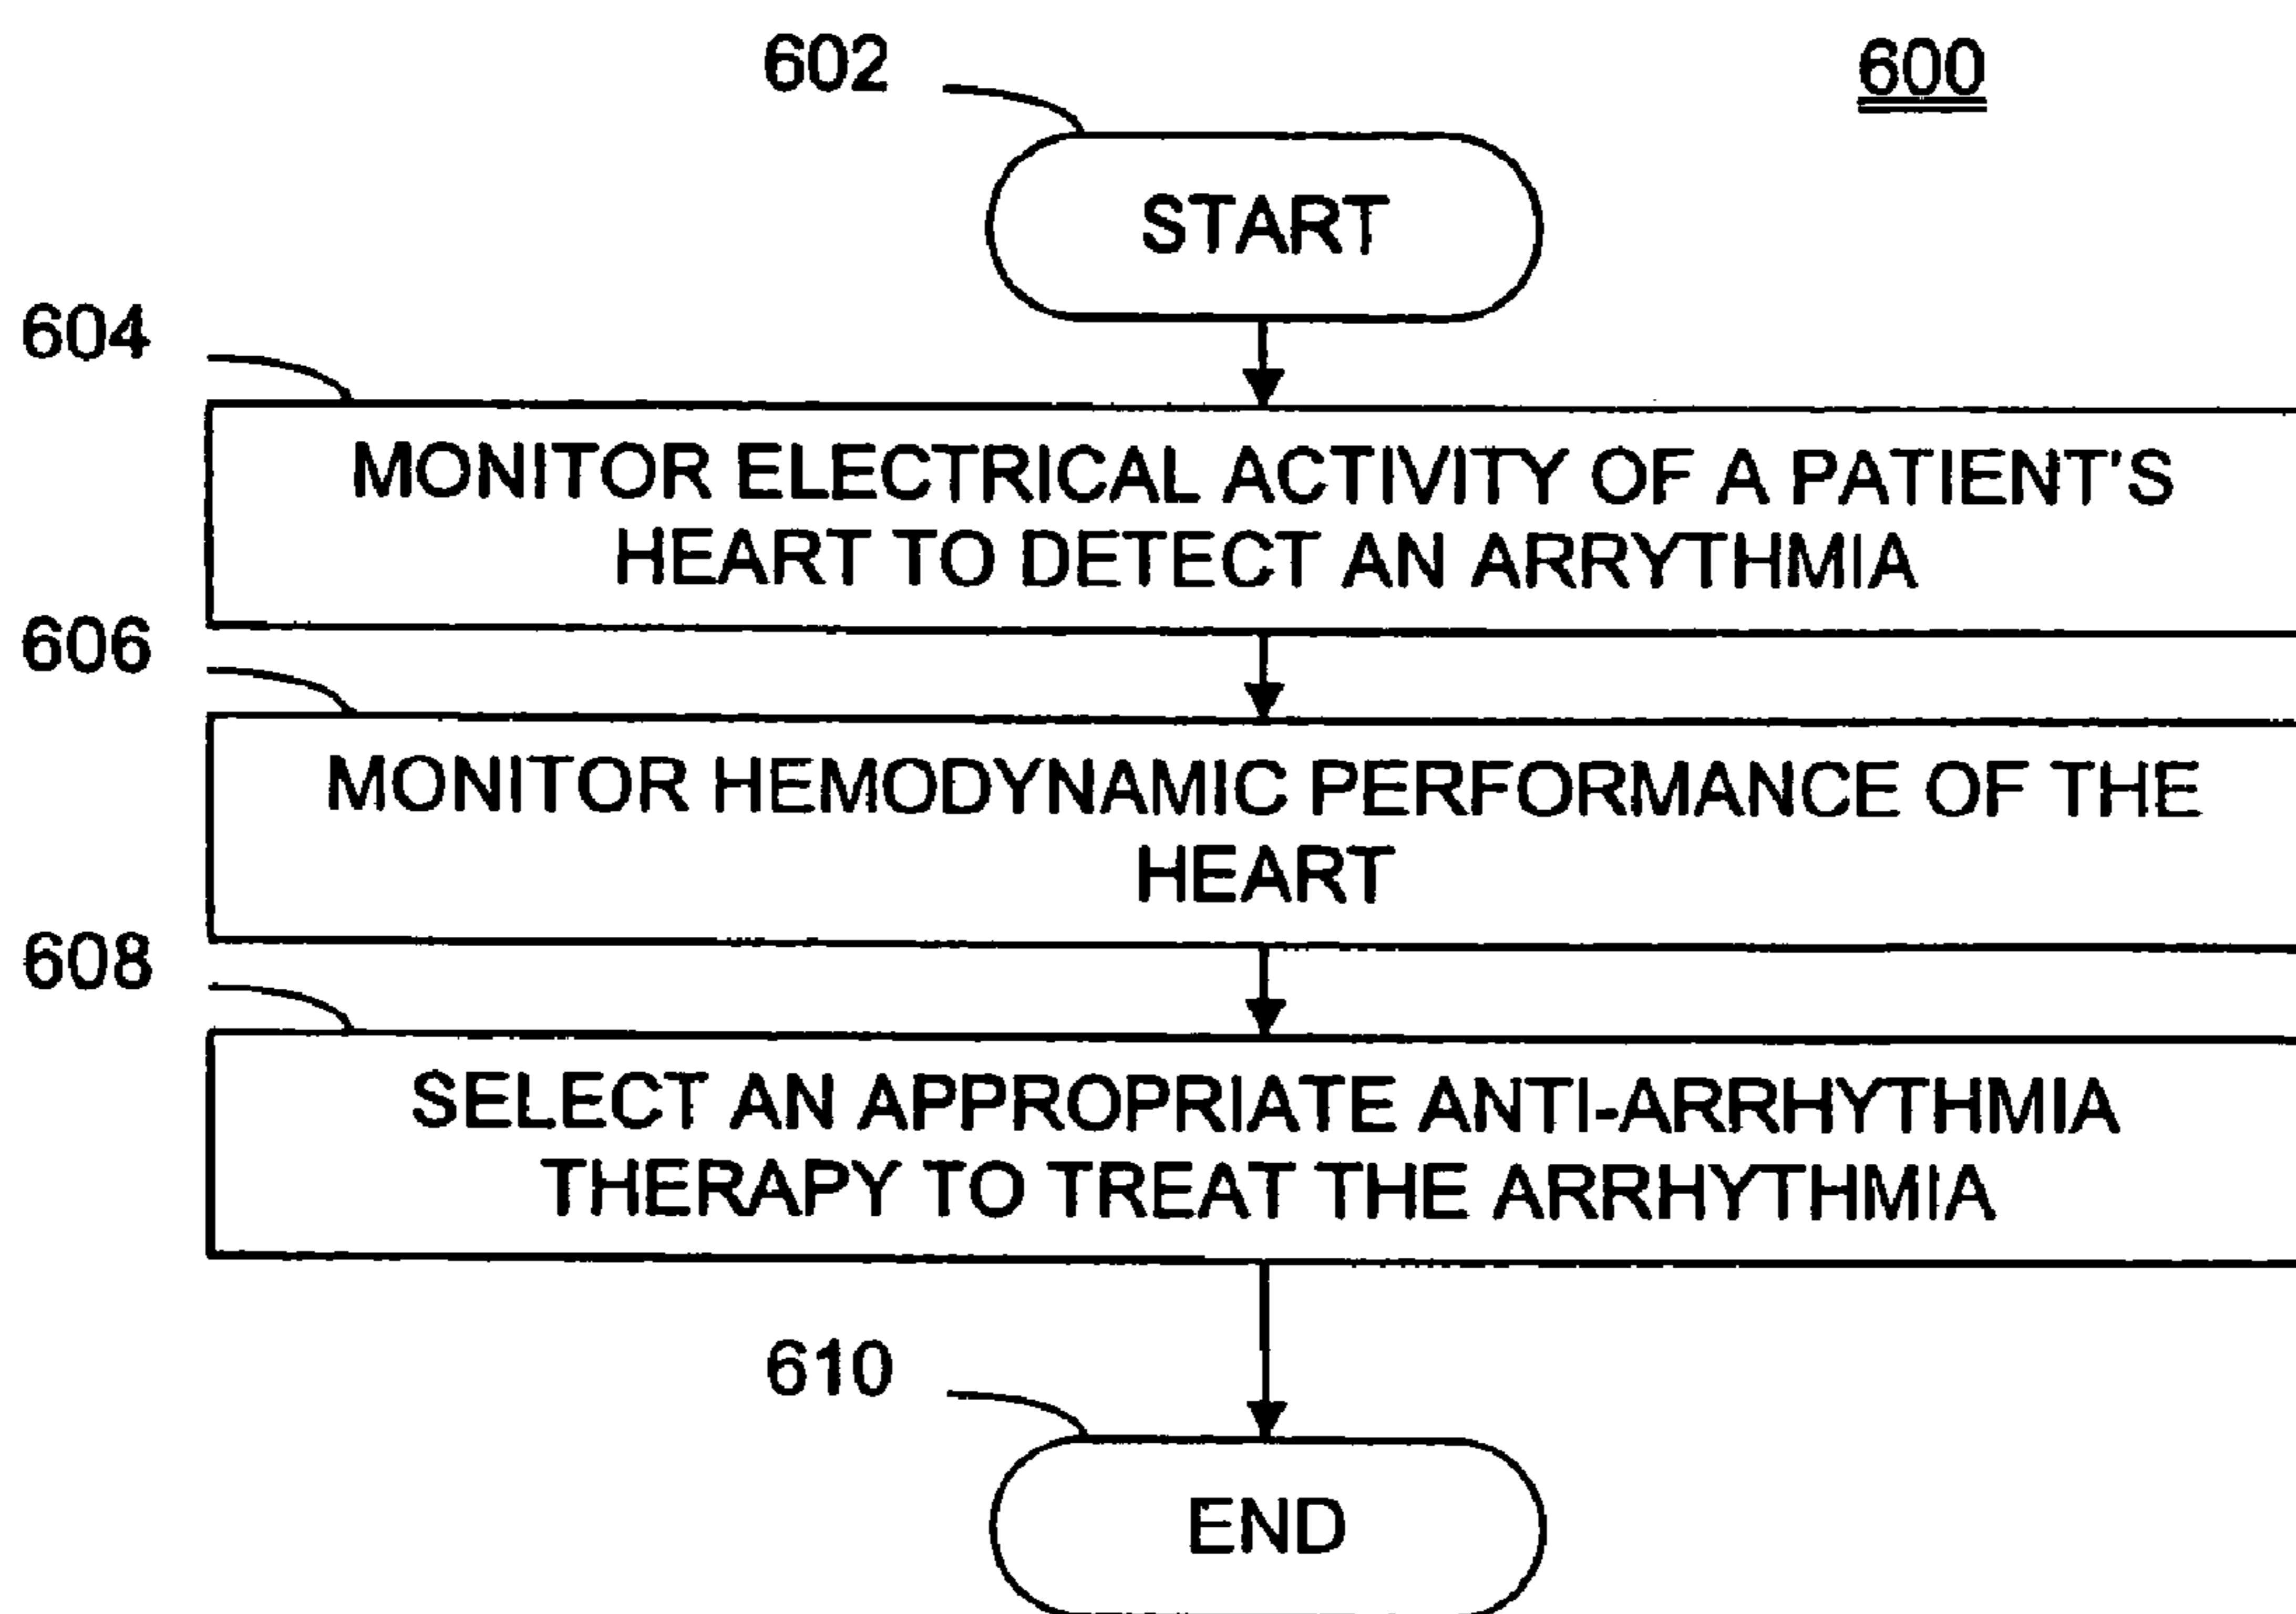 602
600
START
604
MONITOR ELECTRICAL ACTIVITY OF A PATIENT'S
HEART TO DETECT AN ARRYTHMIA
606
MONITOR HEMODYNAMIC PERFORMANCE OF THE
HEART
608
SELECT AN APPROPRIATE ANTI-ARRHYTHMIA
THERAPY TO TREAT THE ARRHYTHMIA
610
END